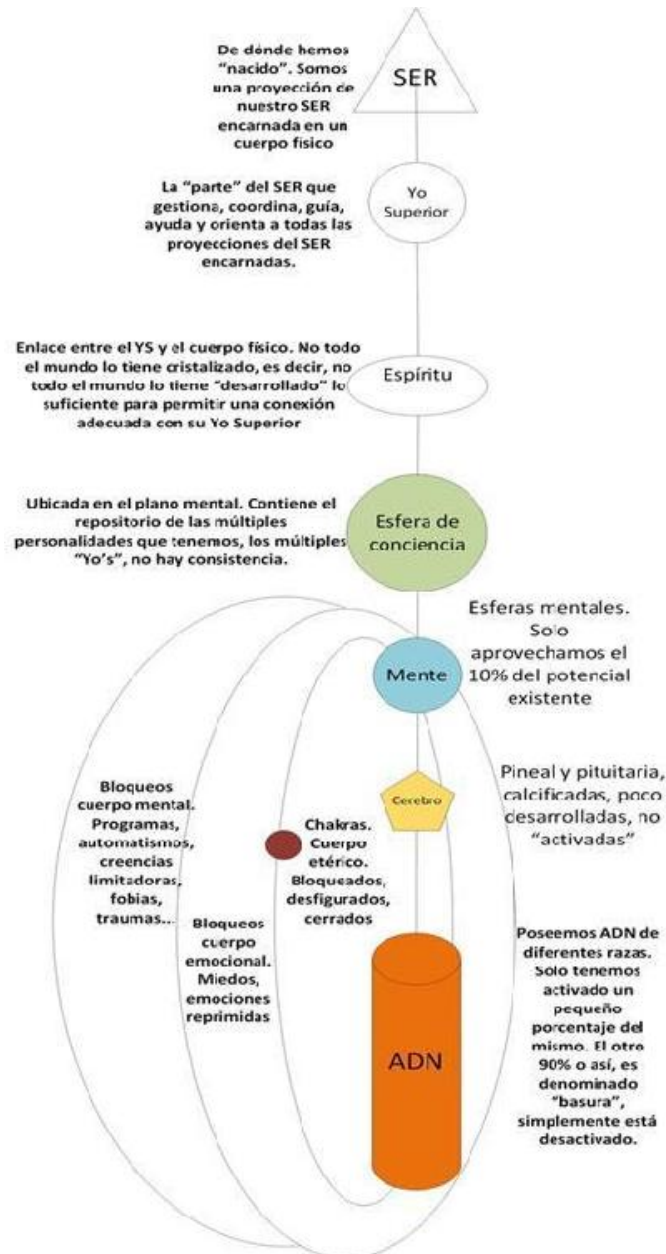 De dónde hemos
“nacido”. Somos
una proyección de
nuestro SER
encarnada en un
cuerpo físico
SER
La “parte” del SER que
gestiona, coordina, guía,
ayuda y orienta a todas las
proyecciones del SER
encarnadas.
Yo
Superior
Enlace entre el YS y el cuerpo físico. No todo
el mundo lo tiene cristalizado, es decir, no
todo el mundo lo tiene “desarrollado” lo
suficiente para permitir una conexión
adecuada con su Yo Superior
Espíritu
Ubicada en el plano mental. Contiene el
repositorio de las múltiples
personalidades que tenemos, los múltiples
“Yo’s”, no hay consistencia.
Esfera de
conciencia
Esferas mentales.
Solo
aprovechamos el
10% del potencial
existente
Mente
Pineal y pituitaria,
calcificadas, poco
desarrolladas, no
“activadas”
Cerebro
Bloqueos
cuerpo mental.
Programas,
automatismos,
creencias
limitadoras,
fobias,
traumas...
Chakras.
Cuerpo
etérico.
Bloqueados,
desfigurados,
cerrados
Bloqueos
cuerpo
emocional.
Miedos,
emociones
reprimidas
Poseemos ADN de
diferentes razas.
Solo tenemos
activado un
pequeño
porcentaje del
mismo. El otro
90% o así, es
denominado
“basura”,
simplemente está
desactivado.
ADN